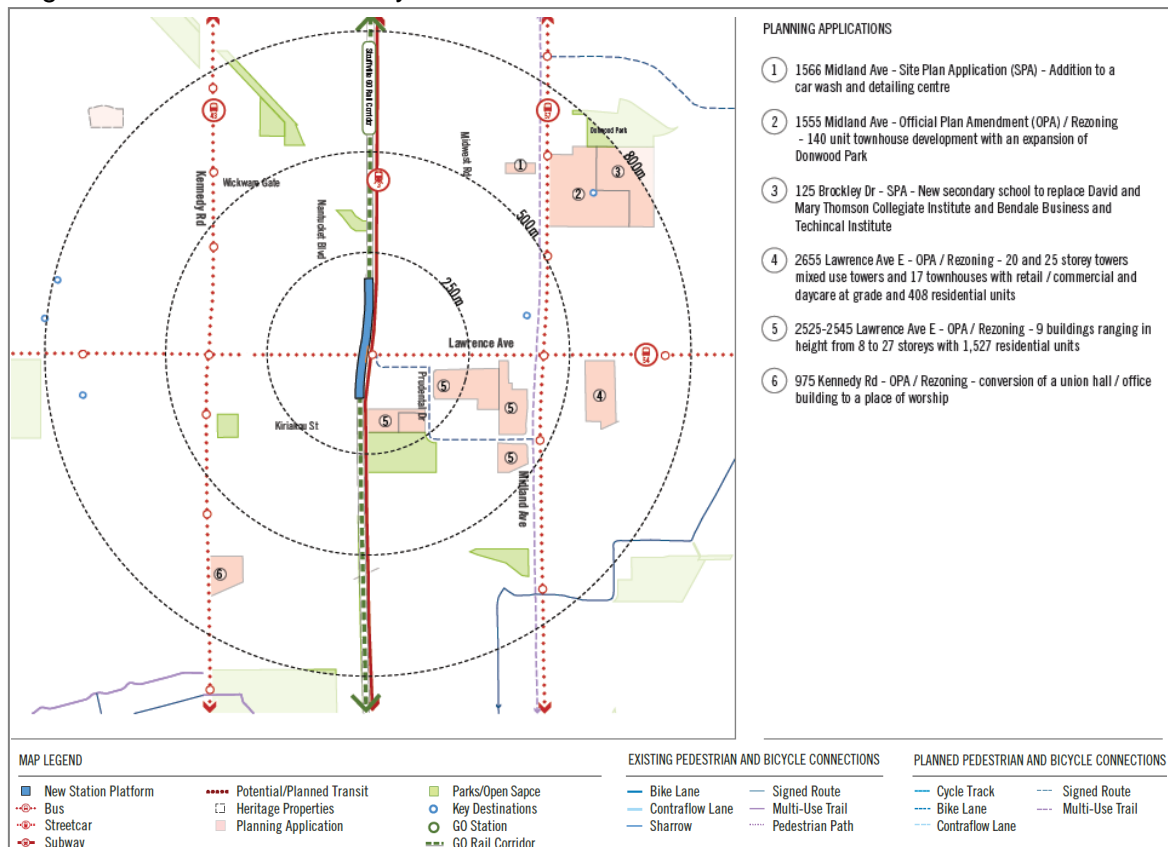 PLANNING APPLICATIONS
1 1566 Midland Ave - Site Plan Application (SPA) - Addition to a
car wash and detailing centre
2 1555 Midland Ave - Official Plan Amendment (OPA) / Rezoning
- 140 unit townhouse development with an expansion of
Donwood Park
3 125 Brockley Dr - SPA - New secondary school to replace David and
Mary Thomson Collegiate Institute and Bendale Business and
Techincal Institute
4 2655 Lawrence Ave E - OPA / Rezoning - 20 and 25 storey towers
mixed use towers and 17 townhouses with retail / commercial and
daycare at grade and 408 residential units
5 2525-2545 Lawrence Ave E - OPA / Rezoning - 9 buildings ranging in
height from 8 to 27 storeys with 1,527 residential units
6 975 Kennedy Rd - OPA / Rezoning - conversion of a union hall / office
building to a place of worship
Stouffville GO Rail Corridor
43
57
Donwood Park
Midwest Rd
1
800m.
3
2
Wickware Gate
Kennedy Rd
Nantucket Blvd
500m.
250m.
Lawrence Ave
54
Prudential Dr
5
4
5
5
Kiriakou St
5
Midland Ave
6
MAP LEGEND
New Station Platform
Bus
Streetcar
Subway
Potential/Planned Transit
Heritage Properties
Planning Application
Parks/Open Sapce
Key Destinations
GO Station
GO Rail Corridor
EXISTING PEDESTRIAN AND BICYCLE CONNECTIONS
Bike Lane
Contraflow Lane
Sharrow
Signed Route
Multi-Use Trail
Pedestrian Path
PLANNED PEDESTRIAN AND BICYCLE CONNECTIONS
Cycle Track
Bike Lane
Contraflow Lane
Signed Route
Multi-Use Trail